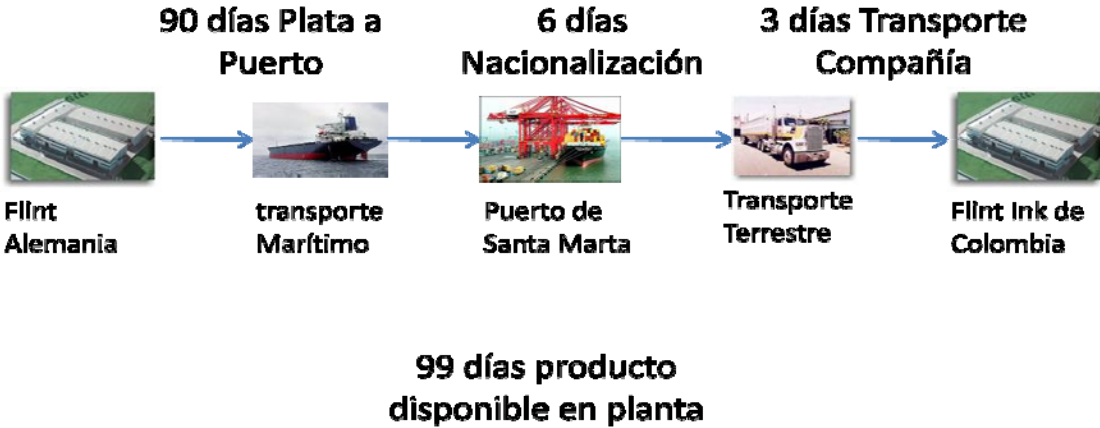 90 días Plata a
Puerto
6 días
Nacionalización
3 días Transporte
Compañía
Flint
Alemania
transporte
Marítimo
Puerto de
Santa Marta
Transporte
Terrestre
Flint Ink de
Colombia
99 días producto
disponible en planta